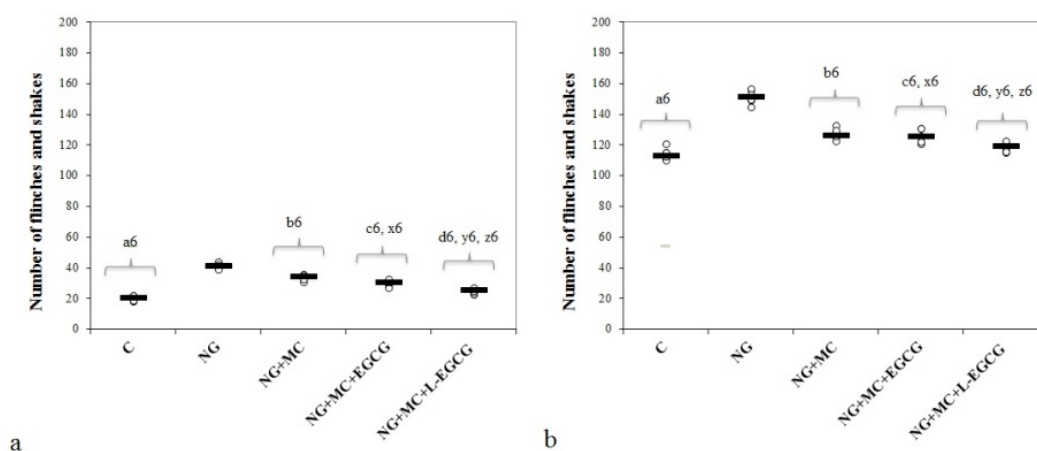 Number of flinches and shakes
200
180
160
140
120
100
80
60
40
20
0
a6
b6
c6, x6
d6, y6, z6
C
NG
NG+MC
NG+MC+EGCG
NG+MC+L-EGCG
a
Number of flinches and shakes
200
180
160
140
120
100
80
60
40
20
0
a6
b6
c6, x6
d6, y6, z6
C
NG
NG+MC
NG+MC+EGCG
NG+MC+L-EGCG
b